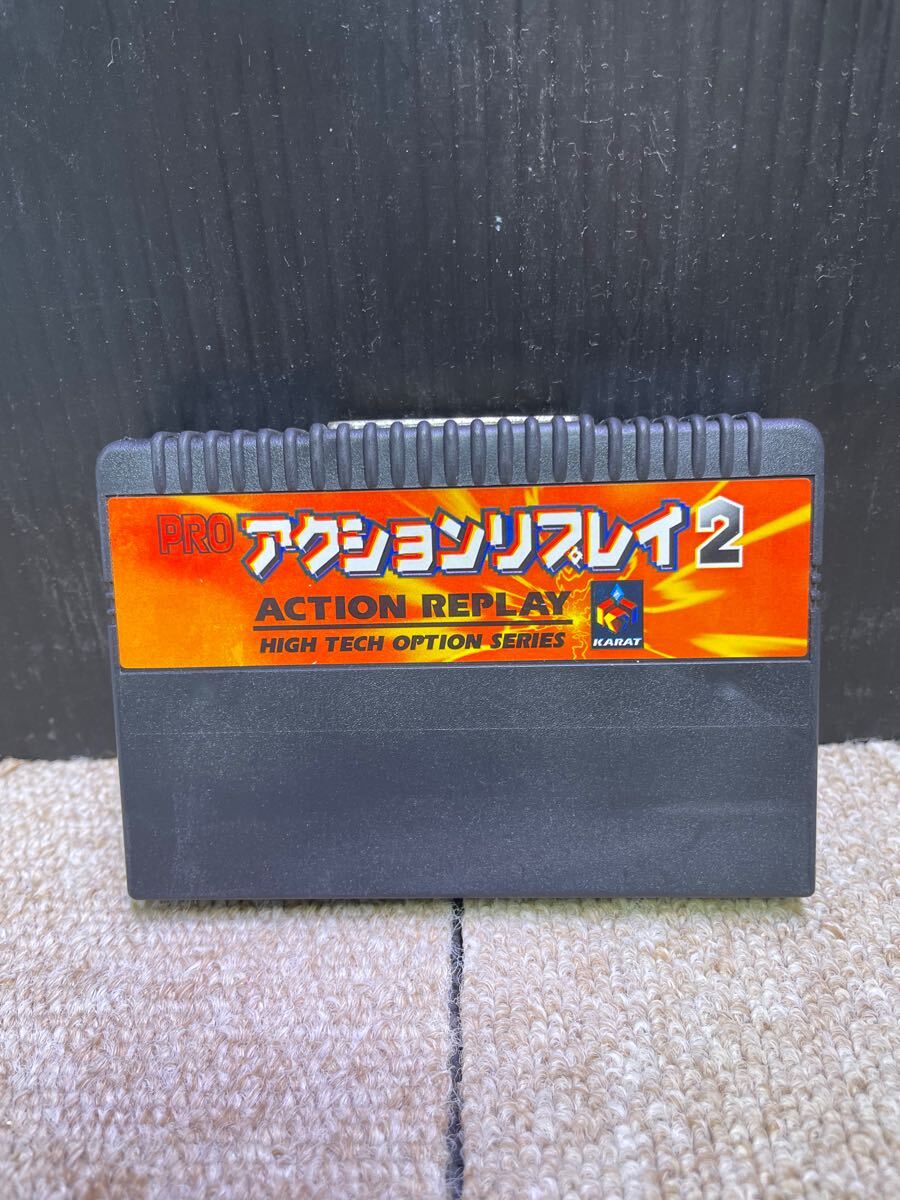 PRO アクションリプレイ2
ACTION REPLAY
HIGH TECH OPTION SERIES
KARAT